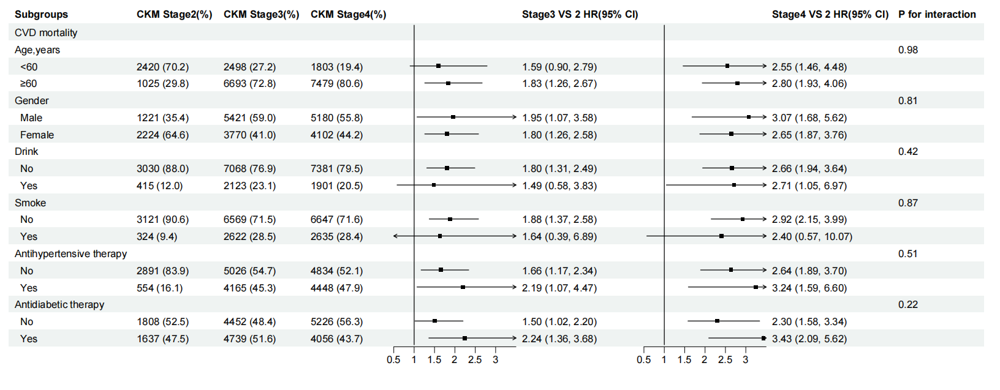 Subgroups CKM Stage2(%) CKM Stage3(%) CKM Stage4(%) Stage3 VS 2 HR(95% CI) Stage4 VS 2 HR(95% CI) P for interaction
CVD mortality
Age,years 0.98
<60 2420 (70.2) 2498 (27.2) 1803 (19.4) 1.59 (0.90, 2.79) 2.55 (1.46, 4.48)
≥60 1025 (29.8) 6693 (72.8) 7479 (80.6) 1.83 (1.26, 2.67) 2.80 (1.93, 4.06)
Gender 0.81
Male 1221 (35.4) 5421 (59.0) 5180 (55.8) 1.95 (1.07, 3.58) 3.07 (1.68, 5.62)
Female 2224 (64.6) 3770 (41.0) 4102 (44.2) 1.80 (1.26, 2.58) 2.65 (1.87, 3.76)
Drink 0.42
No 3030 (88.0) 7068 (76.9) 7381 (79.5) 1.80 (1.31, 2.49) 2.66 (1.94, 3.64)
Yes 415 (12.0) 2123 (23.1) 1901 (20.5) 1.49 (0.58, 3.83) 2.71 (1.05, 6.97)
Smoke 0.87
No 3121 (90.6) 6569 (71.5) 6647 (71.6) 1.88 (1.37, 2.58) 2.92 (2.15, 3.99)
Yes 324 (9.4) 2622 (28.5) 2635 (28.4) 1.64 (0.39, 6.89) 2.40 (0.57, 10.07)
Antihypertensive therapy 0.51
No 2891 (83.9) 5026 (54.7) 4834 (52.1) 1.66 (1.17, 2.34) 2.64 (1.89, 3.70)
Yes 554 (16.1) 4165 (45.3) 4448 (47.9) 2.19 (1.07, 4.47) 3.24 (1.59, 6.60)
Antidiabetic therapy 0.22
No 1808 (52.5) 4452 (48.4) 5226 (56.3) 1.50 (1.02, 2.20) 2.30 (1.58, 3.34)
Yes 1637 (47.5) 4739 (51.6) 4056 (43.7) 2.24 (1.36, 3.68) 3.43 (2.09, 5.62)
0.5 1 1.5 2 2.5 3 0.5 1 1.5 2 2.5 3